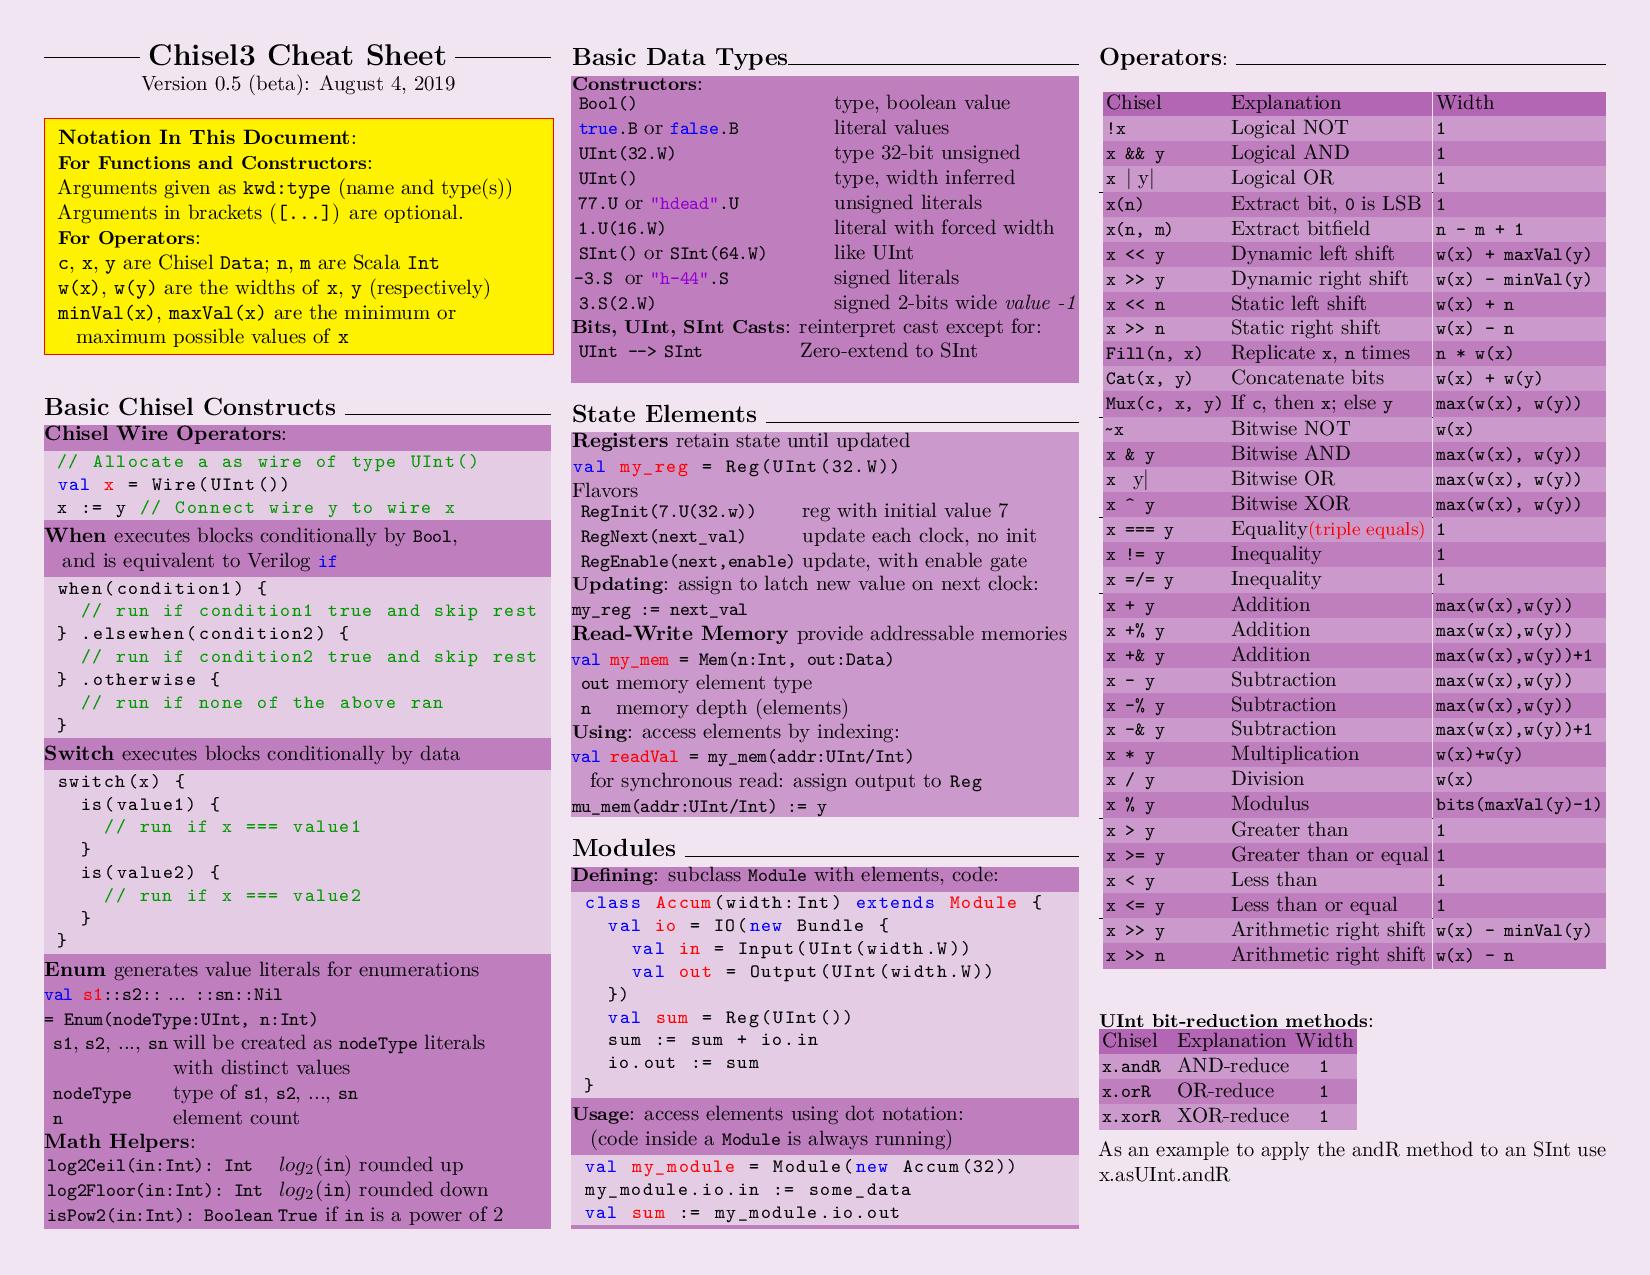 Chisel3 Cheat Sheet
Version 0.5 (beta): August 4, 2019
Notation In This Document:
For Functions and Constructors:
Arguments given as kwd:type (name and type(s))
Arguments in brackets ([...]) are optional.
For Operators:
c, x, y are Chisel Data; n, m are Scala Int
w(x), w(y) are the widths of x, y (respectively)
minVal(x), maxVal(x) are the minimum or
maximum possible values of x
Basic Chisel Constructs
Chisel Wire Operators:
// Allocate a as wire of type UInt()
val x = Wire(UInt())
x := y // Connect wire y to wire x
When executes blocks conditionally by Bool,
and is equivalent to Verilog if
when(condition1) {
// run if condition1 true and skip rest
} .elsewhen(condition2) {
// run if condition2 true and skip rest
} .otherwise {
// run if none of the above ran
}
Switch executes blocks conditionally by data
switch(x) {
is(value1) {
// run if x === value1
}
is(value2) {
// run if x === value2
}
}
Enum generates value literals for enumerations
val s1::s2:: ... ::sn::Nil
= Enum(nodeType:UInt, n:Int)
s1, s2, ..., sn will be created as nodeType literals
with distinct values
nodeType type of s1, s2, ..., sn
n element count
Math Helpers:
log2Ceil(in:Int): Int log2(in) rounded up
log2Floor(in:Int): Int log2(in) rounded down
isPow2(in:Int): Boolean True if in is a power of 2
Basic Data Types
Constructors:
Bool() type, boolean value
true.B or false.B literal values
UInt(32.W) type 32-bit unsigned
UInt() type, width inferred
77.U or "hdead".U unsigned literals
1.U(16.W) literal with forced width
SInt() or SInt(64.W) like UInt
-3.S or "h-44".S signed literals
3.S(2.W) signed 2-bits wide value -1
Bits, UInt, SInt Casts: reinterpret cast except for:
UInt --> SInt Zero-extend to SInt
State Elements
Registers retain state until updated
val my_reg = Reg(UInt(32.W))
Flavors
RegInit(7.U(32.w)) reg with initial value 7
RegNext(next_val) update each clock, no init
RegEnable(next,enable) update, with enable gate
Updating: assign to latch new value on next clock:
my_reg := next_val
Read-Write Memory provide addressable memories
val my_mem = Mem(n:Int, out:Data)
out memory element type
n memory depth (elements)
Using: access elements by indexing:
val readVal = my_mem(addr:UInt/Int)
for synchronous read: assign output to Reg
mu_mem(addr:UInt/Int) := y
Modules
Defining: subclass Module with elements, code:
class Accum(width:Int) extends Module {
val io = IO(new Bundle {
val in = Input(UInt(width.W))
val out = Output(UInt(width.W))
})
val sum = Reg(UInt())
sum := sum + io.in
io.out := sum
}
Usage: access elements using dot notation:
(code inside a Module is always running)
val my_module = Module(new Accum(32))
my_module.io.in := some_data
val sum := my_module.io.out
Operators:
Chisel Explanation Width
!x Logical NOT 1
x && y Logical AND 1
x | y| Logical OR 1
x(n) Extract bit, 0 is LSB 1
x(n, m) Extract bitfield n - m + 1
x << y Dynamic left shift w(x) + maxVal(y)
x >> y Dynamic right shift w(x) - minVal(y)
x << n Static left shift w(x) + n
x >> n Static right shift w(x) - n
Fill(n, x) Replicate x, n times n * w(x)
Cat(x, y) Concatenate bits w(x) + w(y)
Mux(c, x, y) If c, then x; else y max(w(x), w(y))
~x Bitwise NOT w(x)
x & y Bitwise AND max(w(x), w(y))
x y| Bitwise OR max(w(x), w(y))
x ^ y Bitwise XOR max(w(x), w(y))
x === y Equality(triple equals) 1
x != y Inequality 1
x =/= y Inequality 1
x + y Addition max(w(x),w(y))
x +% y Addition max(w(x),w(y))
x +& y Addition max(w(x),w(y))+1
x - y Subtraction max(w(x),w(y))
x -% y Subtraction max(w(x),w(y))
x -& y Subtraction max(w(x),w(y))+1
x * y Multiplication w(x)+w(y)
x / y Division w(x)
x % y Modulus bits(maxVal(y)-1)
x > y Greater than 1
x >= y Greater than or equal 1
x < y Less than 1
x <= y Less than or equal 1
x >> y Arithmetic right shift w(x) - minVal(y)
x >> n Arithmetic right shift w(x) - n
UInt bit-reduction methods:
Chisel Explanation Width
x.andR AND-reduce 1
x.orR OR-reduce 1
x.xorR XOR-reduce 1
As an example to apply the andR method to an SInt use
x.asUInt.andR